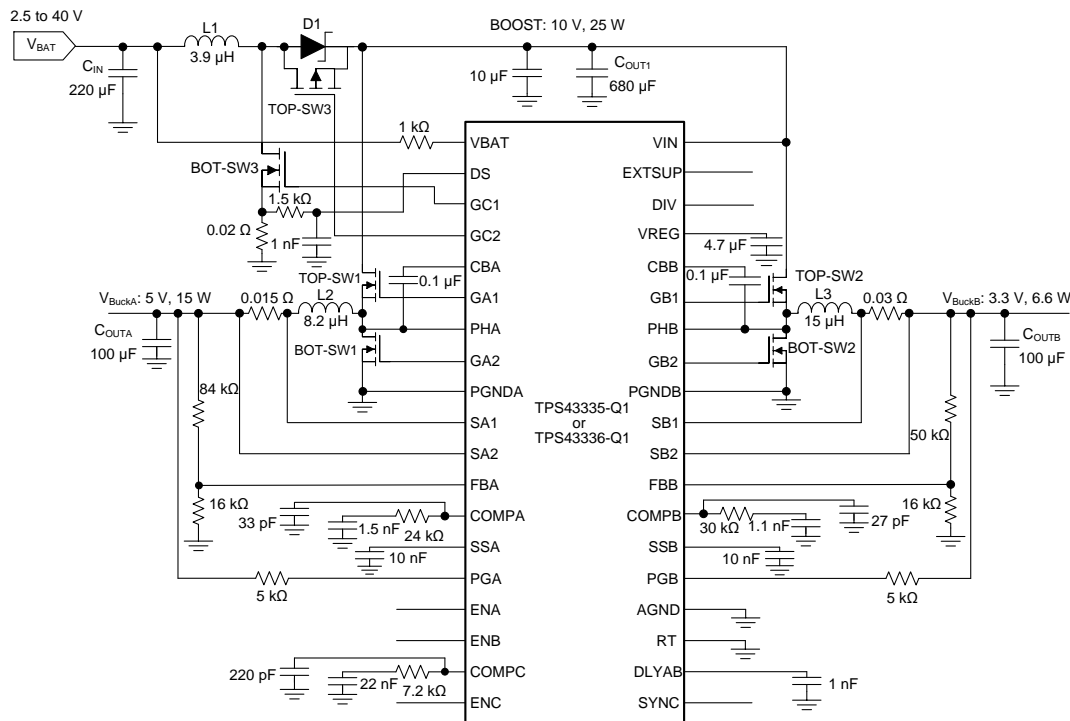 2.5 to 40 V
V_BAT
L1
3.9 µH
D1
BOOST: 10 V, 25 W
C_IN
220 µF
10 µF
C_OUT1
680 µF
TOP-SW3
1 kΩ
VBAT
VIN
BOT-SW3
DS
EXTSUP
1.5 kΩ
GC1
DIV
0.02 Ω
1 nF
GC2
VREG
4.7 µF
TOP-SW1
0.1 µF
CBA
CBB
0.1 µF
TOP-SW2
V_BuckA: 5 V, 15 W
0.015 Ω
L2
8.2 µH
GA1
GB1
L3
15 µH
0.03 Ω
V_BuckB: 3.3 V, 6.6 W
C_OUTA
100 µF
PHA
PHB
C_OUTB
100 µF
BOT-SW1
GA2
GB2
BOT-SW2
84 kΩ
PGNDA
PGNDB
TPS43335-Q1
or
TPS43336-Q1
SA1
SB1
50 kΩ
SA2
SB2
FBA
FBB
16 kΩ
33 pF
1.5 nF
24 kΩ
COMPA
COMPB
30 kΩ
1.1 nF
27 pF
16 kΩ
10 nF
SSA
SSB
10 nF
5 kΩ
PGA
PGB
5 kΩ
ENA
AGND
ENB
RT
220 pF
22 nF
7.2 kΩ
COMPC
DLYAB
1 nF
ENC
SYNC